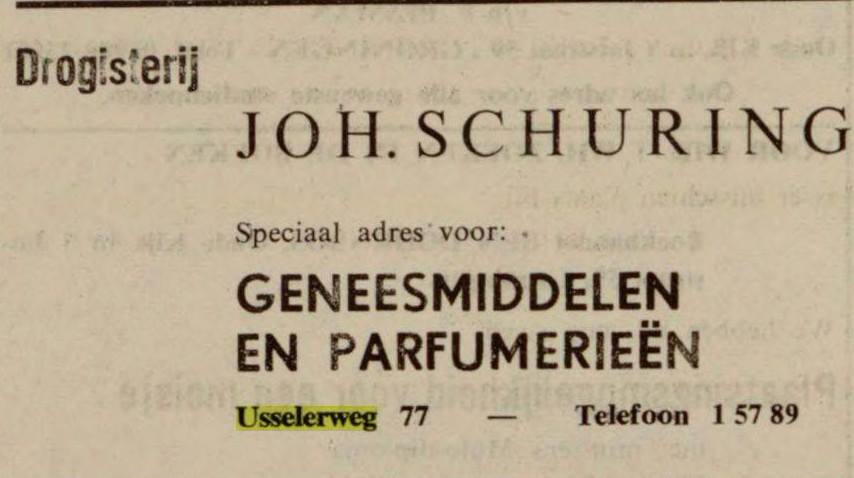 Drogisterij
JOH. SCHURING
Speciaal adres voor:
GENEESMIDDELEN
EN PARFUMERIEËN
Usselerweg 77 — Telefoon 1 57 89